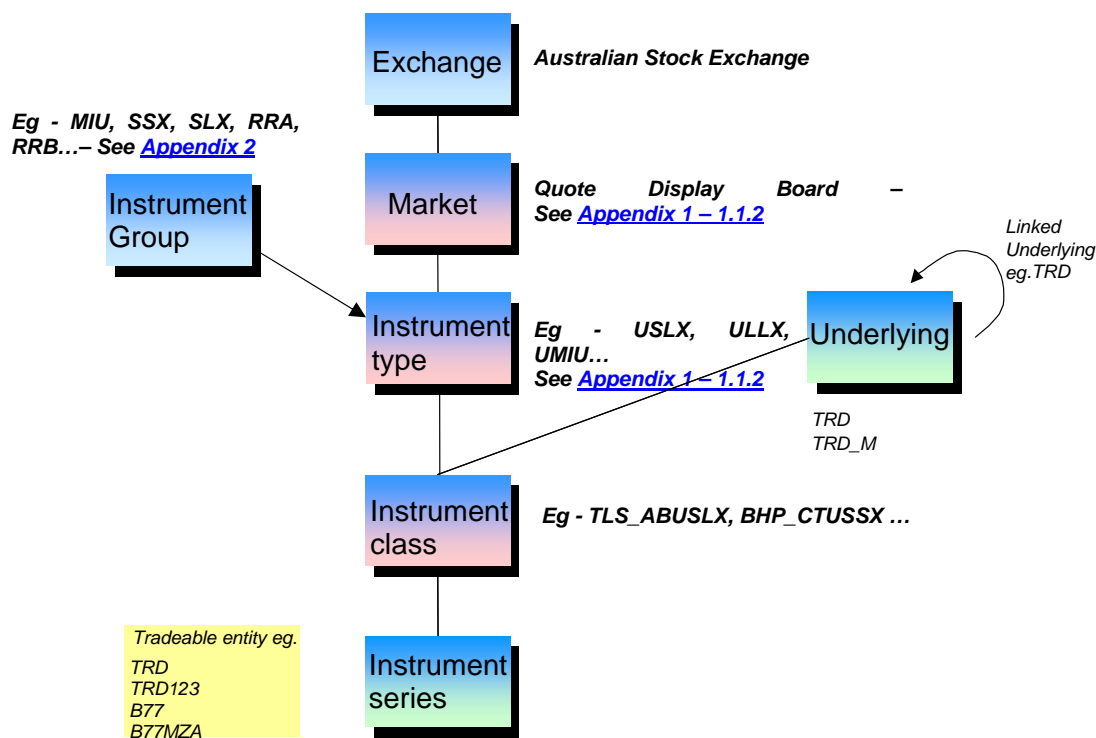 Exchange
Australian Stock Exchange
Eg - MIU, SSX, SLX, RRA,
RRB…– See Appendix 2
Instrument
Group
Market
Quote Display Board –
See Appendix 1 – 1.1.2
Linked
Underlying
eg.TRD
Instrument
type
Eg - USLX, ULLX,
UMIU…
See Appendix 1 – 1.1.2
Underlying
TRD
TRD_M
Instrument
class
Eg - TLS_ABUSLX, BHP_CTUSSX …
Tradeable entity eg.
TRD
TRD123
B77
B77MZA
Instrument
series